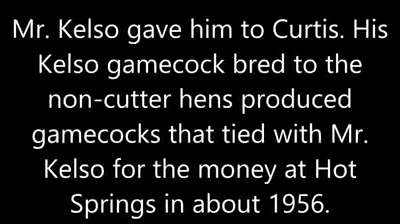 Mr. Kelso gave him to Curtis. His
Kelso gamecock bred to the
non-cutter hens produced
gamecocks that tied with Mr.
Kelso for the money at Hot
Springs in about 1956.